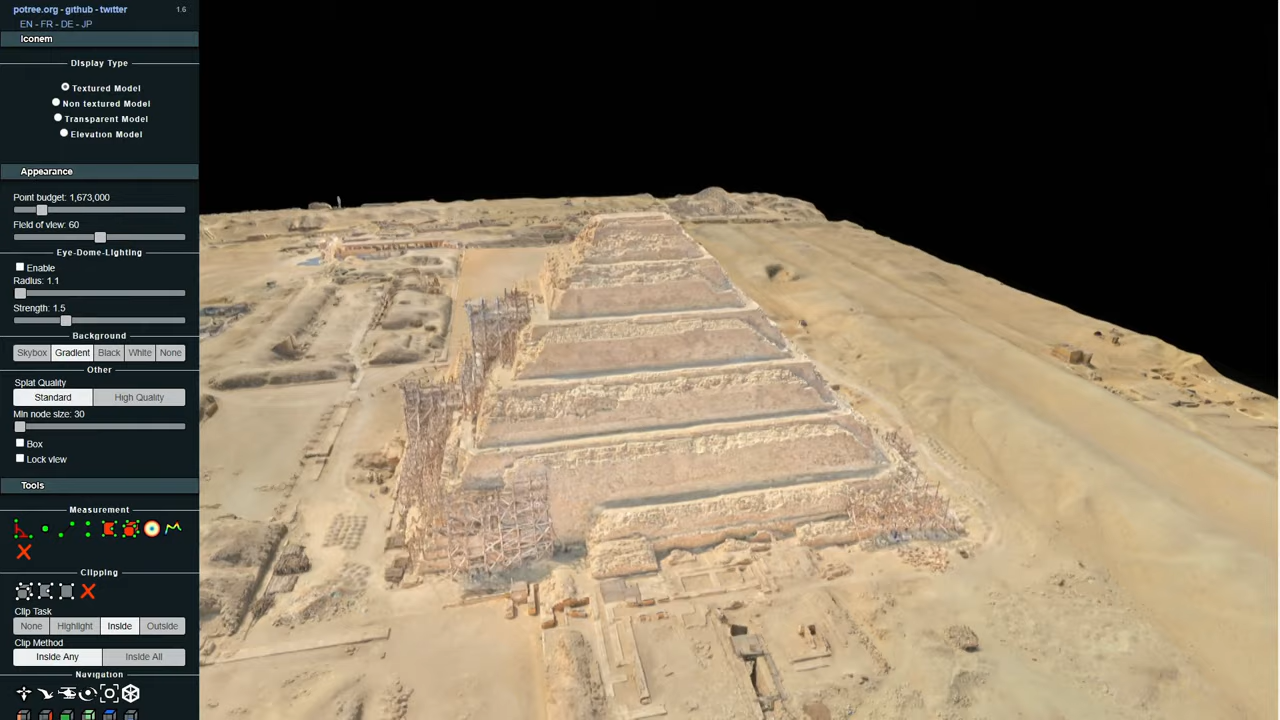 potree.org - github - twitter 1.6
EN - FR - DE - JP
Iconem
Display Type
Textured Model
Non textured Model
Transparent Model
Elevation Model
Appearance
Point budget: 1,673,000
Field of view: 60
Eye-Dome-Lighting
Enable
Radius: 1.1
Strength: 1.5
Background
Skybox Gradient Black White None
Other
Splat Quality
Standard High Quality
Min node size: 30
Box
Lock view
Tools
Measurement
Clipping
Clip Task
None Highlight Inside Outside
Clip Method
Inside Any Inside All
Navigation